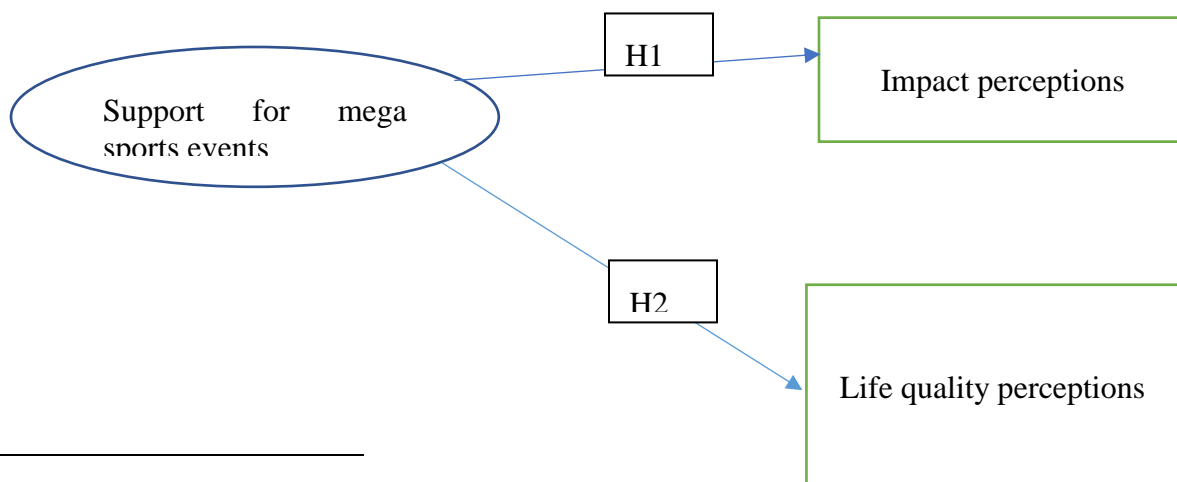 H1
Impact perceptions
Support for mega
sports events
H2
Life quality perceptions